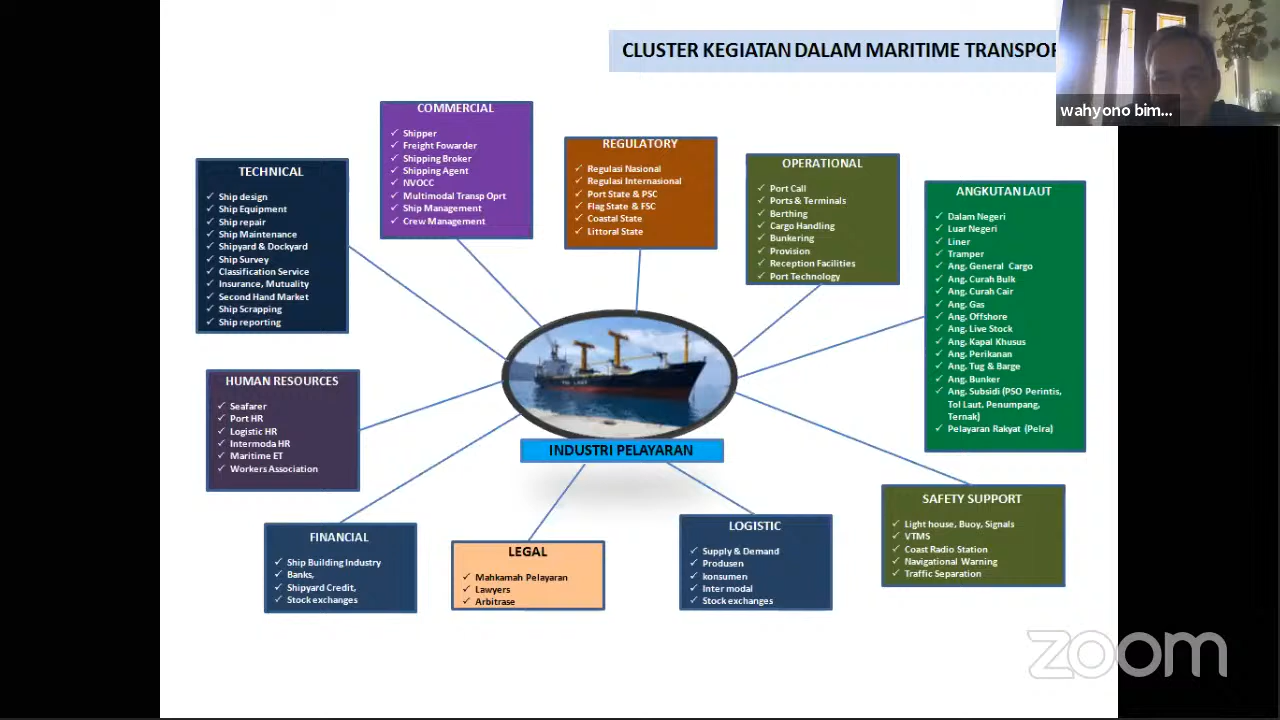 CLUSTER KEGIATAN DALAM MARITIME TRANSPOR
wahyono bim...
COMMERCIAL
✓ Shipper
✓ Freight Fowarder
✓ Shipping Broker
✓ Shipping Agent
✓ NVOCC
✓ Multimodal Transp Oprt
✓ Ship Management
✓ Crew Management
REGULATORY
✓ Regulasi Nasional
✓ Regulasi Internasional
✓ Port State & PSC
✓ Flag State & FSC
✓ Coastal State
✓ Littoral State
OPERATIONAL
✓ Port Call
✓ Ports & Terminals
✓ Berthing
✓ Cargo Handling
✓ Bunkering
✓ Provision
✓ Reception Facilities
✓ Port Technology
TECHNICAL
✓ Ship design
✓ Ship Equipment
✓ Ship repair
✓ Ship Maintenance
✓ Shipyard & Dockyard
✓ Ship Survey
✓ Classification Service
✓ Insurance, Mutuality
✓ Second Hand Market
✓ Ship Scrapping
✓ Ship reporting
ANGKUTAN LAUT
✓ Dalam Negeri
✓ Luar Negeri
✓ Liner
✓ Tramper
✓ Ang. General Cargo
✓ Ang. Curah Bulk
✓ Ang. Curah Cair
✓ Ang. Gas
✓ Ang. Offshore
✓ Ang. Live Stock
✓ Ang. Kapal Khusus
✓ Ang. Perikanan
✓ Ang. Tug & Barge
✓ Ang. Bunker
✓ Ang. Subsidi (PSO Perintis,
Tol Laut, Penumpang,
Ternak)
✓ Pelayaran Rakyat (Pelra)
HUMAN RESOURCES
✓ Seafarer
✓ Port HR
✓ Logistic HR
✓ Intermoda HR
✓ Maritime ET
✓ Workers Association
INDUSTRI PELAYARAN
FINANCIAL
✓ Ship Building Industry
✓ Banks,
✓ Shipyard Credit,
✓ Stock exchanges
LEGAL
✓ Mahkamah Pelayaran
✓ Lawyers
✓ Arbitrase
LOGISTIC
✓ Supply & Demand
✓ Produsen
✓ konsumen
✓ Inter modal
✓ Stock exchanges
SAFETY SUPPORT
✓ Light house, Buoy, Signals
✓ VTMS
✓ Coast Radio Station
✓ Navigational Warning
✓ Traffic Separation
zoom